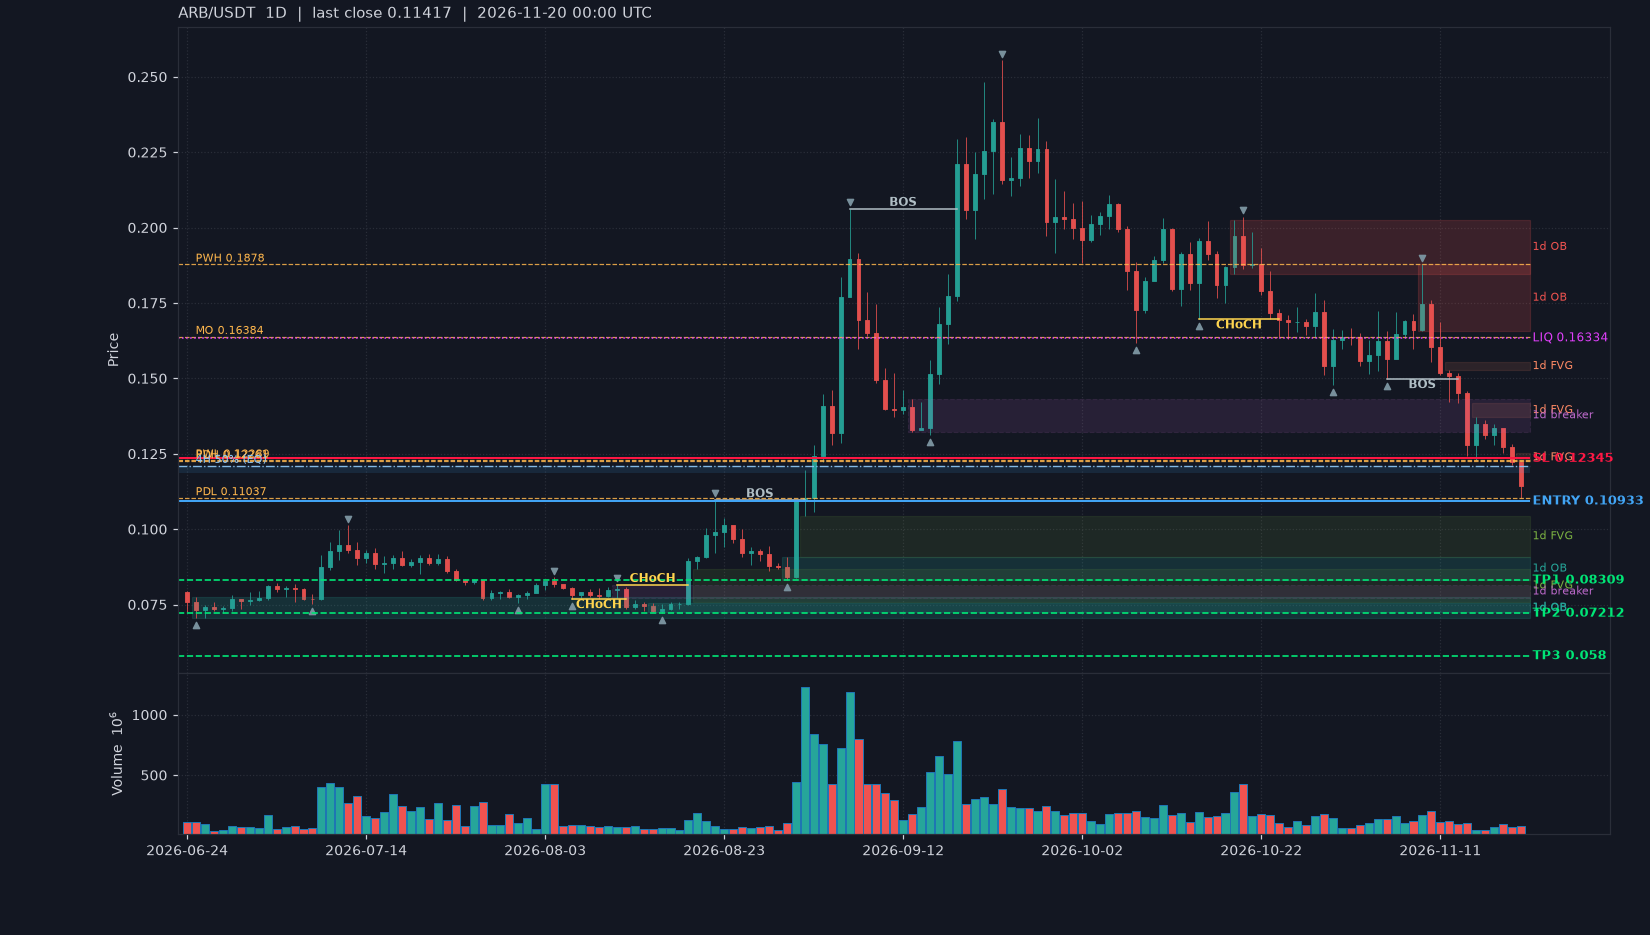 ARB/USDT  1D  |  last close 0.11417  |  2026-11-20 00:00 UTC
0.250
0.225
0.200
0.175
0.150
0.125
0.100
0.075
Price
PWH 0.1878
MO 0.16384
PDL 0.11037
BOS
BOS
BOS
CHoCH
CHoCH
CHoCH
1d OB
1d OB
LIQ 0.16334
1d FVG
1d FVG
1d breaker
SL 0.12345
ENTRY 0.10933
1d FVG
1d OB
TP1 0.08309
1d breaker
1d OB
TP2 0.07212
TP3 0.058
1000
500
Volume  10⁶
2026-06-24
2026-07-14
2026-08-03
2026-08-23
2026-09-12
2026-10-02
2026-10-22
2026-11-11